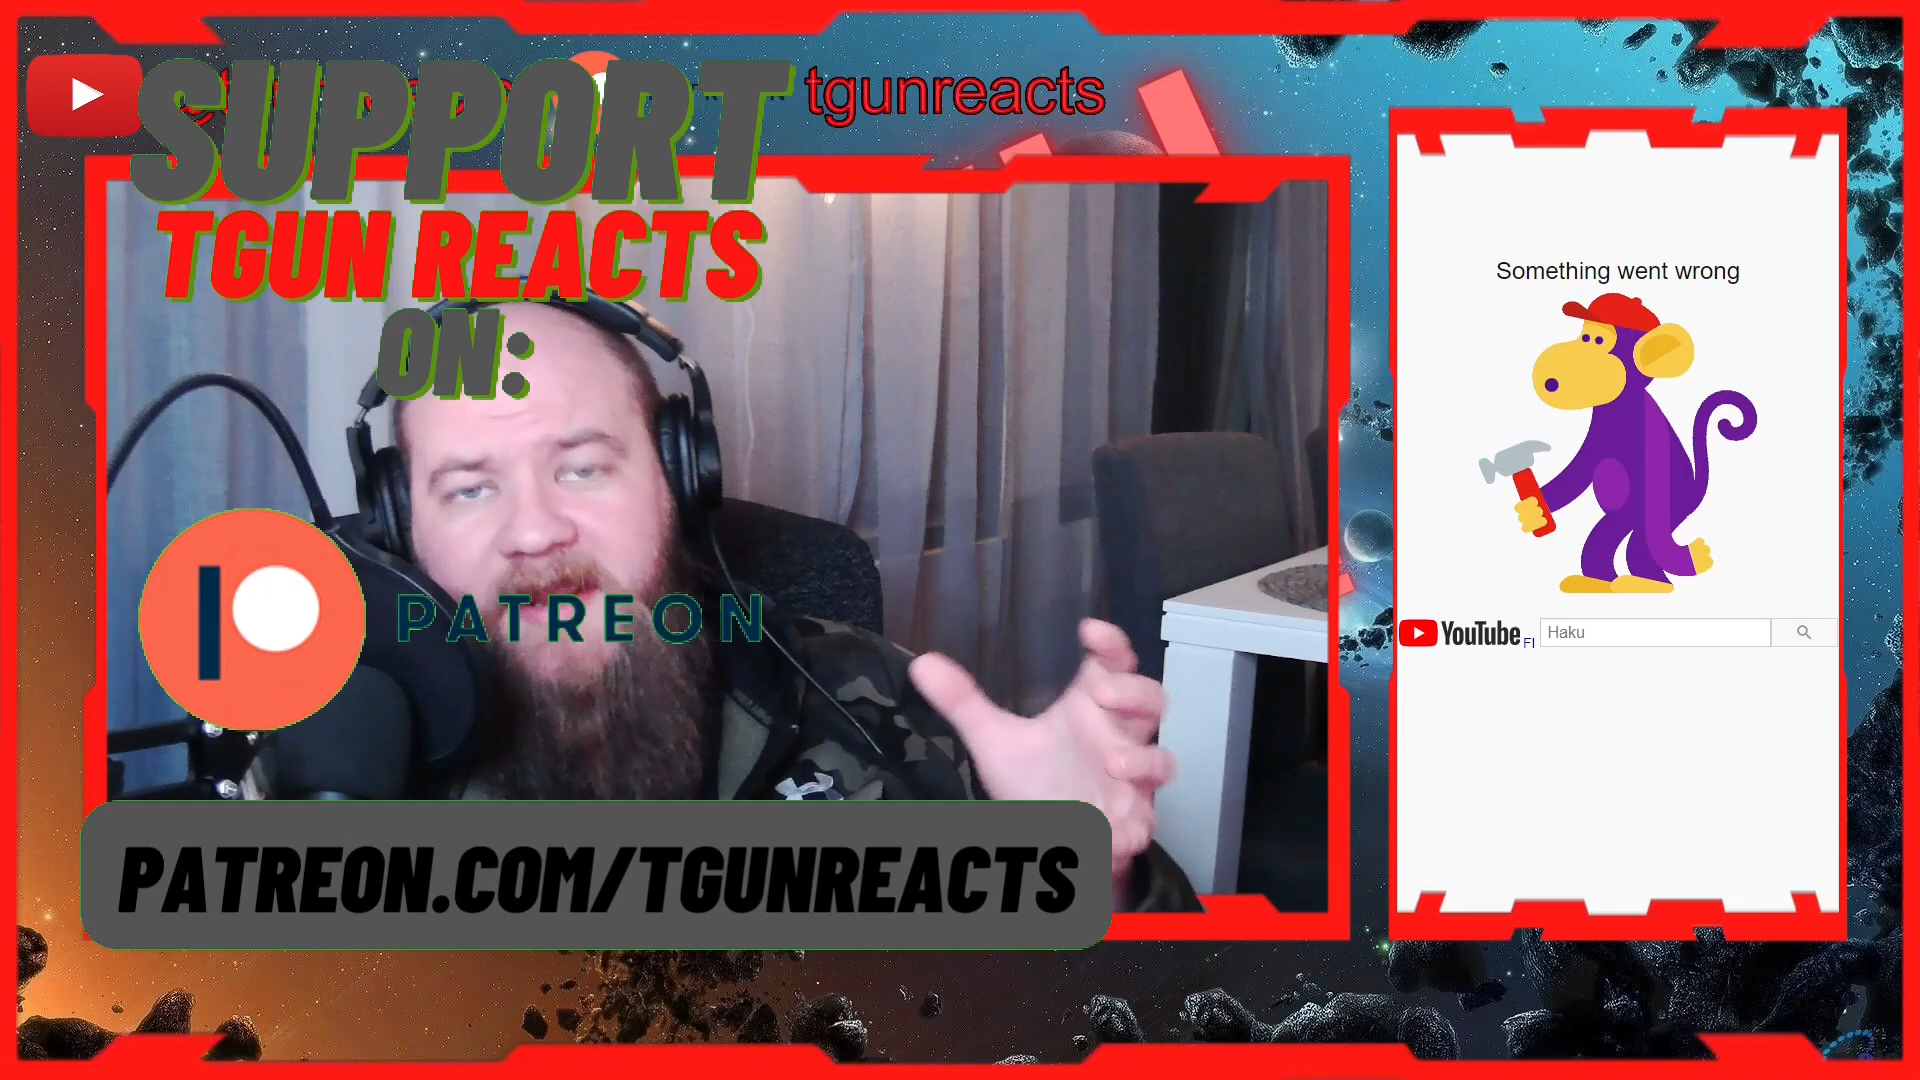 tgunreacts
SUPPORT
TGUN REACTS
ON:
PATREON
PATREON.COM/TGUNREACTS
Something went wrong
YouTube FI
Haku